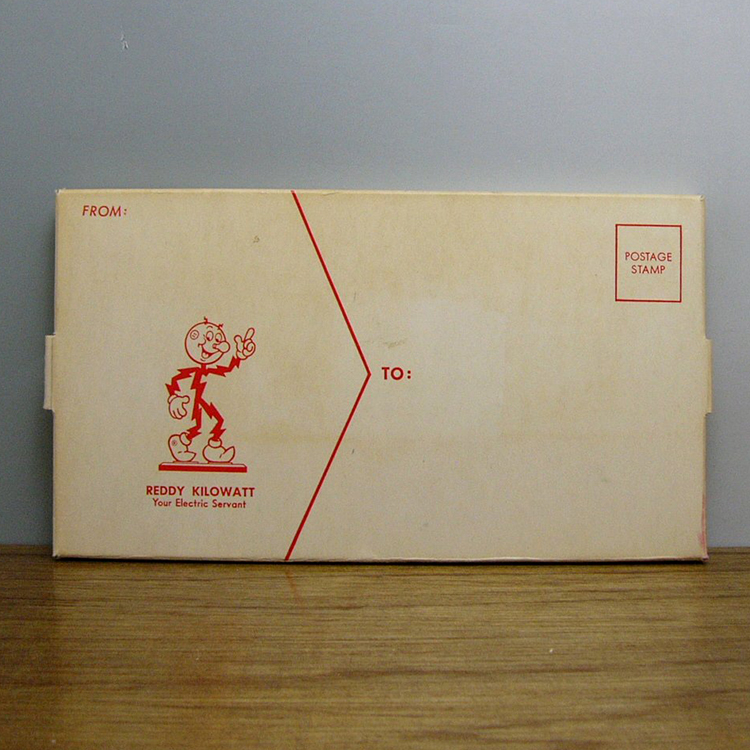 FROM:
POSTAGE
STAMP
TO:
REDDY KILOWATT
Your Electric Servant